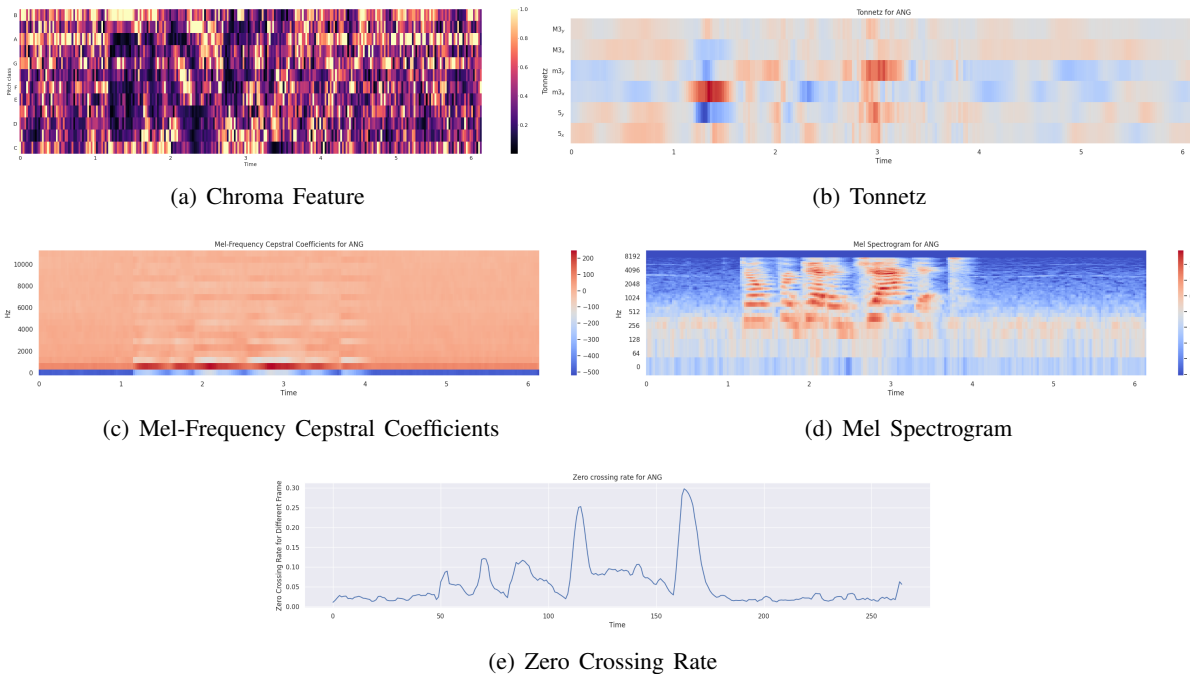 B
A
G
F
E
D
C
Pitch class
0 1 2 3 4 5 6
Time
1.0
0.8
0.6
0.4
0.2
(a) Chroma Feature
Tonnetz for ANG
M3y
M3x
m3y
m3x
5y
5x
Tonnetz
0 1 2 3 4 5 6
Time
(b) Tonnetz
Mel-Frequency Cepstral Coefficients for ANG
10000
8000
6000
4000
2000
0
Hz
0 1 2 3 4 5 6
Time
200
100
0
−100
−200
−300
−400
−500
(c) Mel-Frequency Cepstral Coefficients
Mel Spectrogram for ANG
8192
4096
2048
1024
512
256
128
64
0
Hz
0 1 2 3 4 5 6
Time
(d) Mel Spectrogram
Zero crossing rate for ANG
0.30
0.25
0.20
0.15
0.10
0.05
0.00
Zero Crossing Rate for Different Frame
0 50 100 150 200 250
Time
(e) Zero Crossing Rate